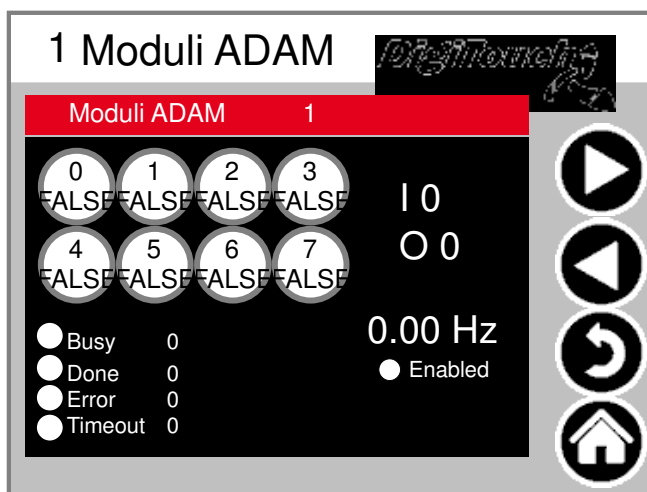 1 Moduli ADAM
DigiTouch
Moduli ADAM 1
0 1 2 3
FALSE FALSE FALSE FALSE
I 0
O 0
4 5 6 7
FALSE FALSE FALSE FALSE
0.00 Hz
Enabled
Busy 0
Done 0
Error 0
Timeout 0